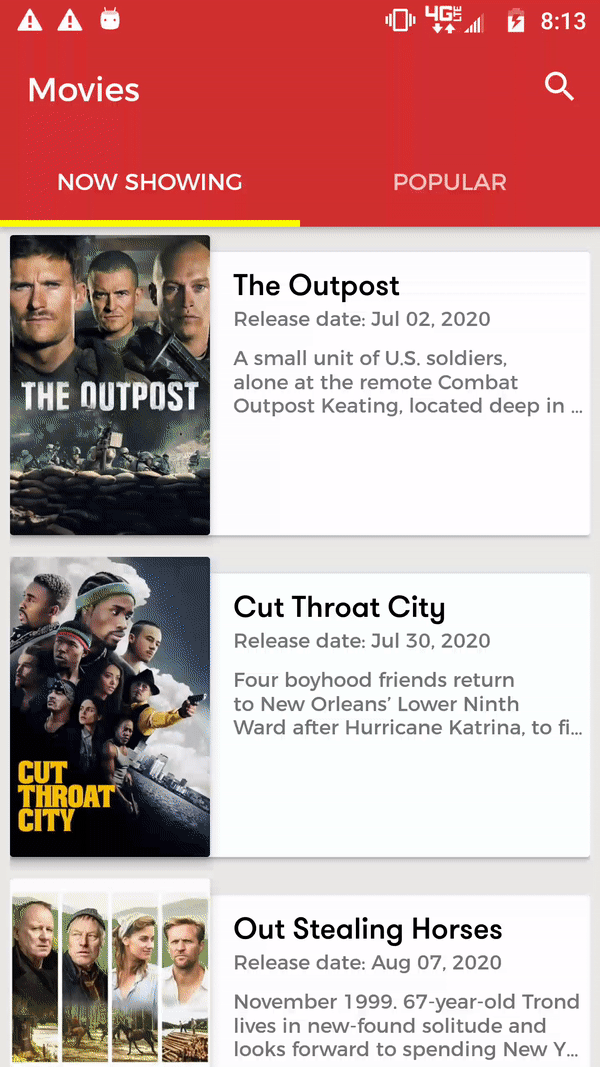 4G LTE 8:13
Movies
NOW SHOWING POPULAR
THE OUTPOST
The Outpost
Release date: Jul 02, 2020
A small unit of U.S. soldiers,
alone at the remote Combat
Outpost Keating, located deep in ...
CUT
THROAT
CITY
Cut Throat City
Release date: Jul 30, 2020
Four boyhood friends return
to New Orleans’ Lower Ninth
Ward after Hurricane Katrina, to fi...
Out Stealing Horses
Release date: Aug 07, 2020
November 1999. 67-year-old Trond
lives in new-found solitude and
looks forward to spending New Y...